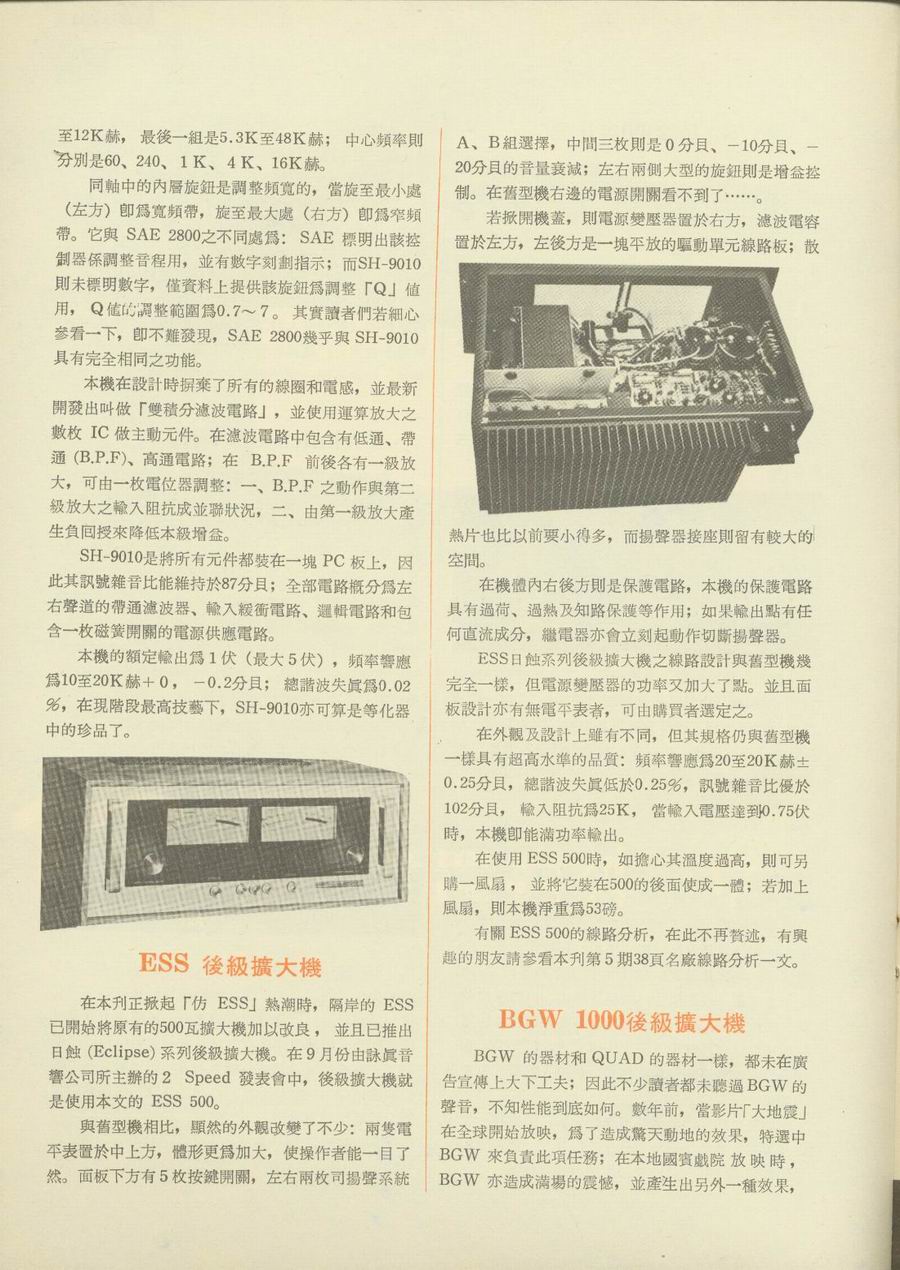 至12K赫，最後一組是5.3K至48K赫；中心頻率則
分別是60、240、1K、4K、16K赫。
同軸中的內層旋鈕是調整頻寬的，當旋至最小處
（左方）卽爲寬頻帶，旋至最大處（右方）卽爲窄頻
帶。它與 SAE 2800之不同處爲：SAE 標明出該控
制器係調整音程用，並有數字刻劃指示；而SH-9010
則未標明數字，僅資料上提供該旋鈕爲調整「Q」値
用，Q値的調整範圍爲0.7～7。其實讀者們若細心
參看一下，卽不難發現，SAE 2800幾乎與 SH-9010
具有完全相同之功能。
本機在設計時摒棄了所有的線圈和電感，並最新
開發出叫做「雙積分濾波電路」，並使用運算放大之
數枚 IC 做主動元件。在濾波電路中包含有低通、帶
通 (B.P.F)、高通電路；在 B.P.F 前後各有一級放
大，可由一枚電位器調整：一、B.P.F 之動作與第二
級放大之輸入阻抗成並聯狀況，二、由第一級放大產
生負回授來降低本級增益。
SH-9010是將所有元件都裝在一塊 PC 板上，因
此其訊號雜音比能維持於87分貝；全部電路概分爲左
右聲道的帶通濾波器、輸入緩衝電路、邏輯電路和包
含一枚磁簧開關的電源供應電路。
本機的額定輸出爲1伏（最大5伏），頻率響應
爲10至20K赫＋0，－0.2分貝；總諧波失眞爲0.02
%，在現階段最高技藝下，SH-9010亦可算是等化器
中的珍品了。
ESS 後級擴大機
在本刊正掀起「仿 ESS」熱潮時，隔岸的 ESS
已開始將原有的500瓦擴大機加以改良，並且已推出
日蝕 (Eclipse) 系列後級擴大機。在9月份由詠眞音
響公司所主辦的2 Speed 發表會中，後級擴大機就
是使用本文的 ESS 500。
與舊型機相比，顯然的外觀改變了不少：兩隻電
平表置於中上方，體形更爲加大，使操作者能一目了
然。面板下方有5枚按鍵開關，左右兩枚司揚聲系統
A、B組選擇，中間三枚則是0分貝、－10分貝、－
20分貝的音量衰減；左右兩側大型的旋鈕則是增益控
制。在舊型機右邊的電源開關看不到了……。
若掀開機蓋，則電源變壓器置於右方，濾波電容
置於左方，左後方是一塊平放的驅動單元線路板；散
熱片也比以前要小得多，而揚聲器接座則留有較大的
空間。
在機體內右後方則是保護電路，本機的保護電路
具有過荷、過熱及知路保護等作用；如果輸出點有任
何直流成分，繼電器亦會立刻起動作切斷揚聲器。
ESS日蝕系列後級擴大機之線路設計與舊型機幾
完全一樣，但電源變壓器的功率又加大了點。並且面
板設計亦有無電平表者，可由購買者選定之。
在外觀及設計上雖有不同，但其規格仍與舊型機
一樣具有超高水準的品質：頻率響應爲20至20K赫±
0.25分貝，總諧波失眞低於0.25%，訊號雜音比優於
102分貝，輸入阻抗爲25K，當輸入電壓達到0.75伏
時，本機卽能滿功率輸出。
在使用 ESS 500時，如擔心其溫度過高，則可另
購一風扇，並將它裝在500的後面使成一體；若加上
風扇，則本機淨重爲53磅。
有關 ESS 500的線路分析，在此不再贅述，有興
趣的朋友請參看本刊第5期38頁名廠線路分析一文。
BGW 1000後級擴大機
BGW 的器材和 QUAD 的器材一樣，都未在廣
告宣傳上大下工夫；因此不少讀者都未聽過 BGW 的
聲音，不知性能到底如何。數年前，當影片「大地震」
在全球開始放映，爲了造成驚天動地的效果，特選中
BGW 來負責此項任務；在本地國賓戲院放映時，
BGW 亦造成滿場的震憾，並產生出另外一種效果，